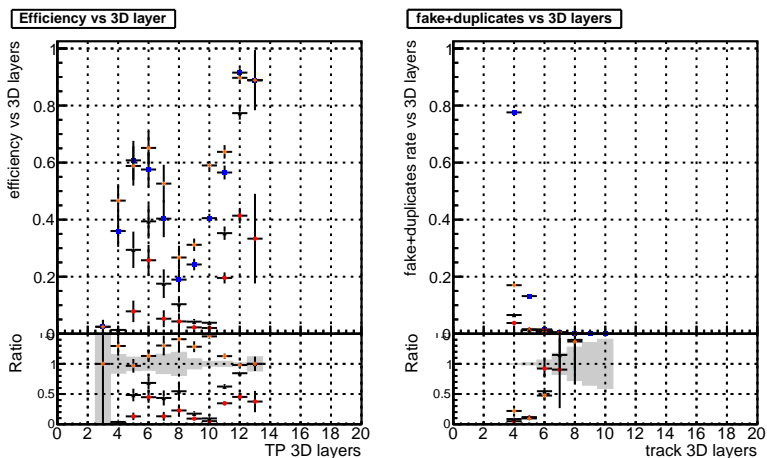 Efficiency vs 3D layer
efficiency vs 3D layers
1
0.8
0.6
0.4
0.2
Ratio
1
0.5
0
0 2 4 6 8 10 12 14 16 18 20
TP 3D layers
fake+duplicates vs 3D layers
fake+duplicates rate vs 3D layers
1
0.8
0.6
0.4
0.2
Ratio
1
0.5
0
0 2 4 6 8 10 12 14 16 18 20
track 3D layers